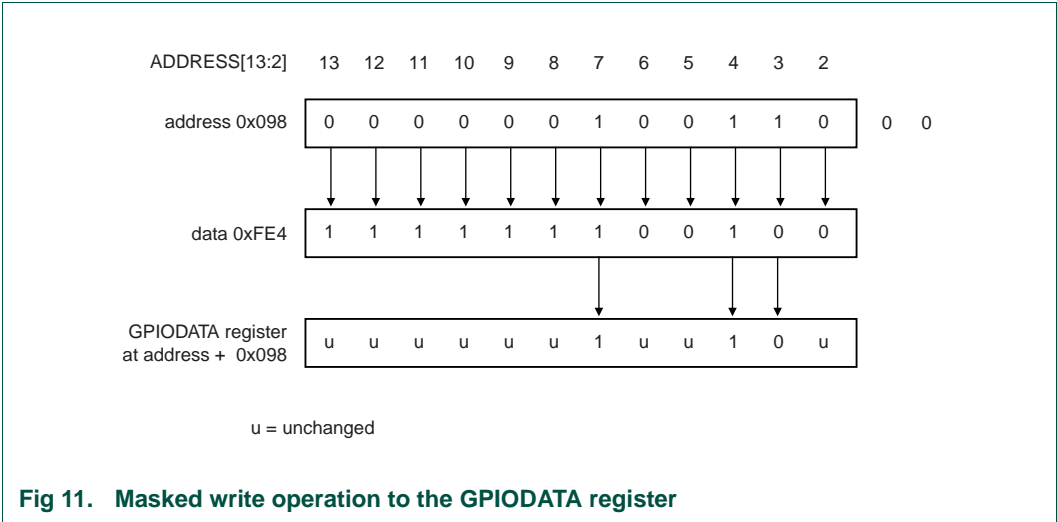 ADDRESS[13:2] 13 12 11 10 9 8 7 6 5 4 3 2
address 0x098 0 0 0 0 0 0 1 0 0 1 1 0 0 0
data 0xFE4 1 1 1 1 1 1 1 0 0 1 0 0
GPIODATA register
at address + 0x098 u u u u u u 1 u u 1 0 u
u = unchanged
Fig 11. Masked write operation to the GPIODATA register